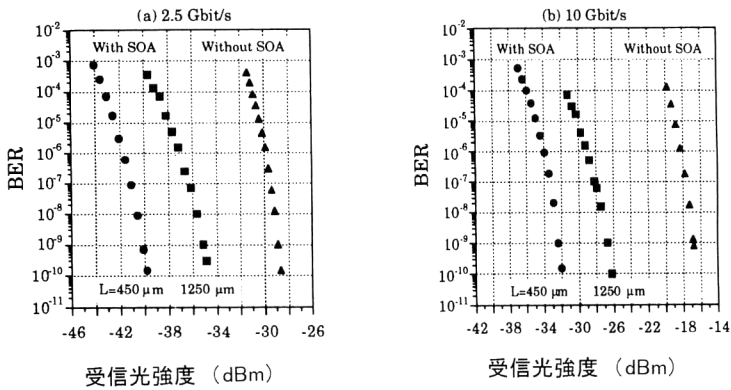 (a) 2.5 Gbit/s
10-2
With SOA
Without SOA
10-3
10-4
10-5
10-6
10-7
10-8
10-9
10-10
10-11
BER
L=450 μm
1250 μm
-46
-42
-38
-34
-30
-26
受信光強度 (dBm)
(b) 10 Gbit/s
10-2
With SOA
Without SOA
10-3
10-4
10-5
10-6
10-7
10-8
10-9
10-10
10-11
BER
L=450 μm
1250 μm
-42
-38
-34
-30
-26
-22
-18
-14
受信光強度 (dBm)